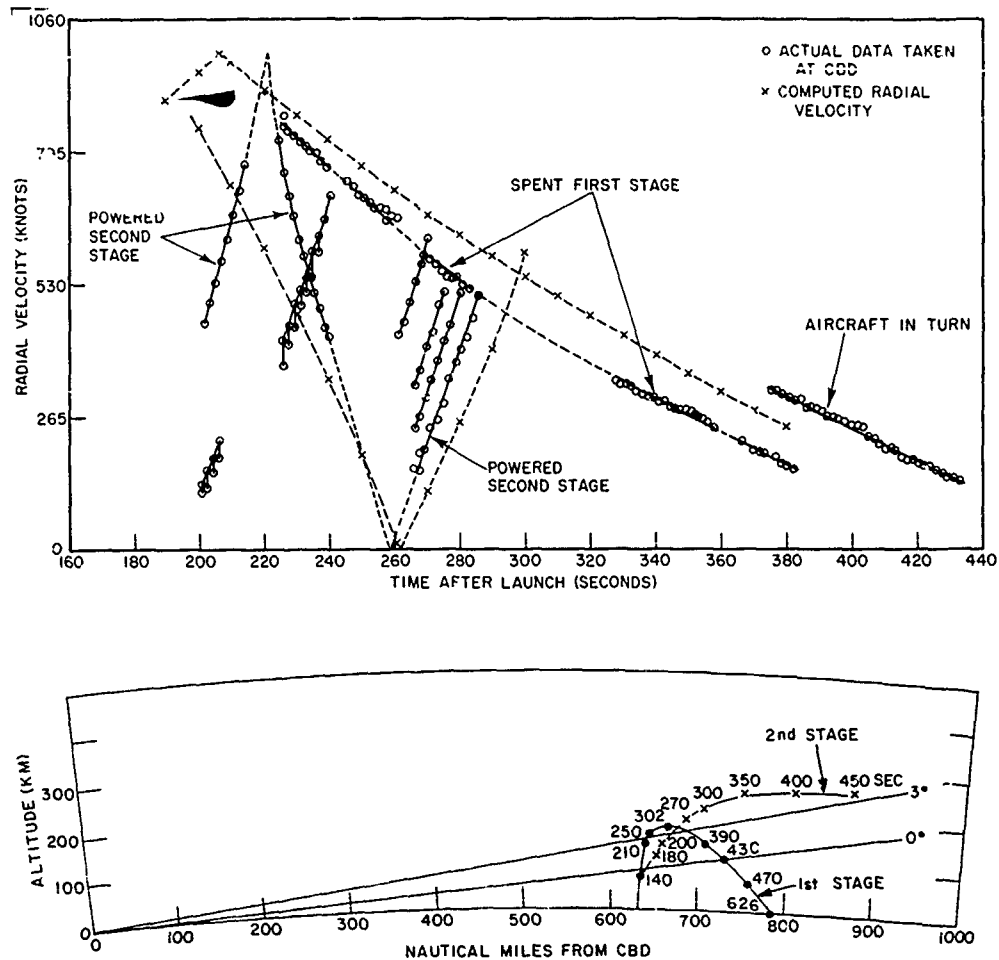 1060
○ ACTUAL DATA TAKEN
AT CBD
× COMPUTED RADIAL
VELOCITY
SPENT FIRST STAGE
POWERED
SECOND
STAGE
530
AIRCRAFT IN TURN
265
POWERED
SECOND STAGE
0
RADIAL VELOCITY (KNOTS)
160 180 200 220 240 260 280 300 320 340 360 380 400 420 440
TIME AFTER LAUNCH (SECONDS)
2nd STAGE
300 350 400 450 SEC
270
3°
302
250
390
0°
210
200
43C
180
140
470
1st STAGE
626
300
200
100
0
ALTITUDE (KM)
0 100 200 300 400 500 600 700 800 900 1000
NAUTICAL MILES FROM CBD